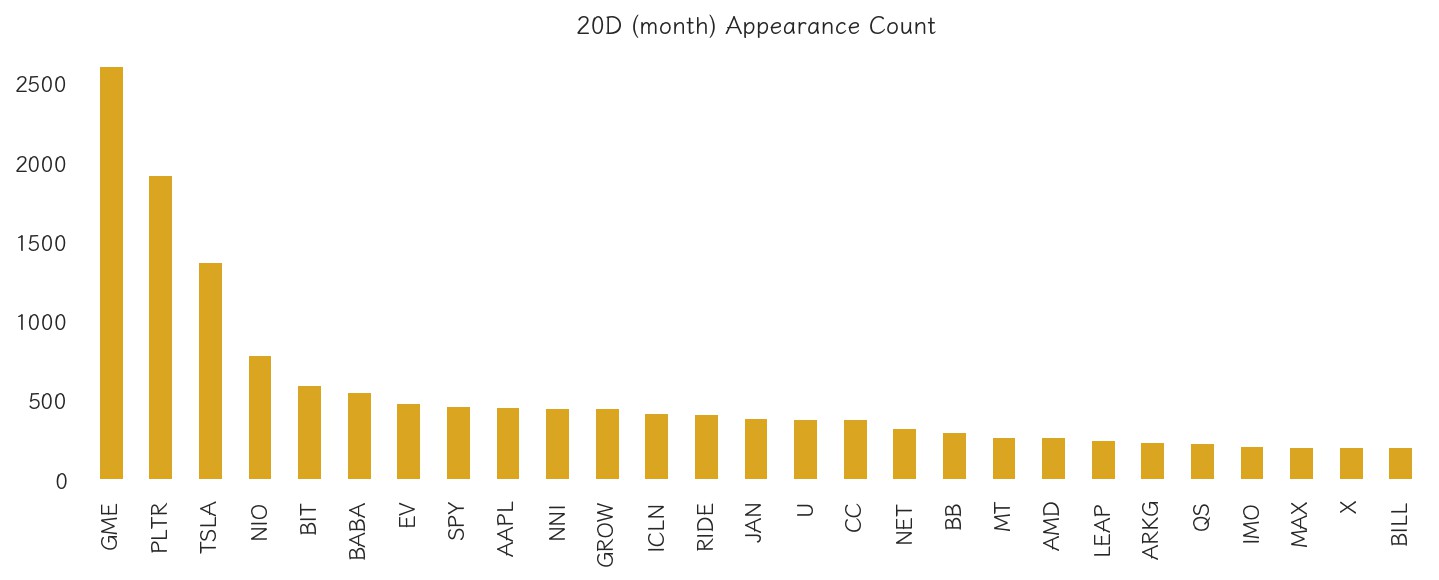 20D (month) Appearance Count
2500
2000
1500
1000
500
0
GME
PLTR
TSLA
NIO
BIT
BABA
EV
SPY
AAPL
NNI
GROW
ICLN
RIDE
JAN
U
CC
NET
BB
MT
AMD
LEAP
ARKG
QS
IMO
MAX
X
BILL